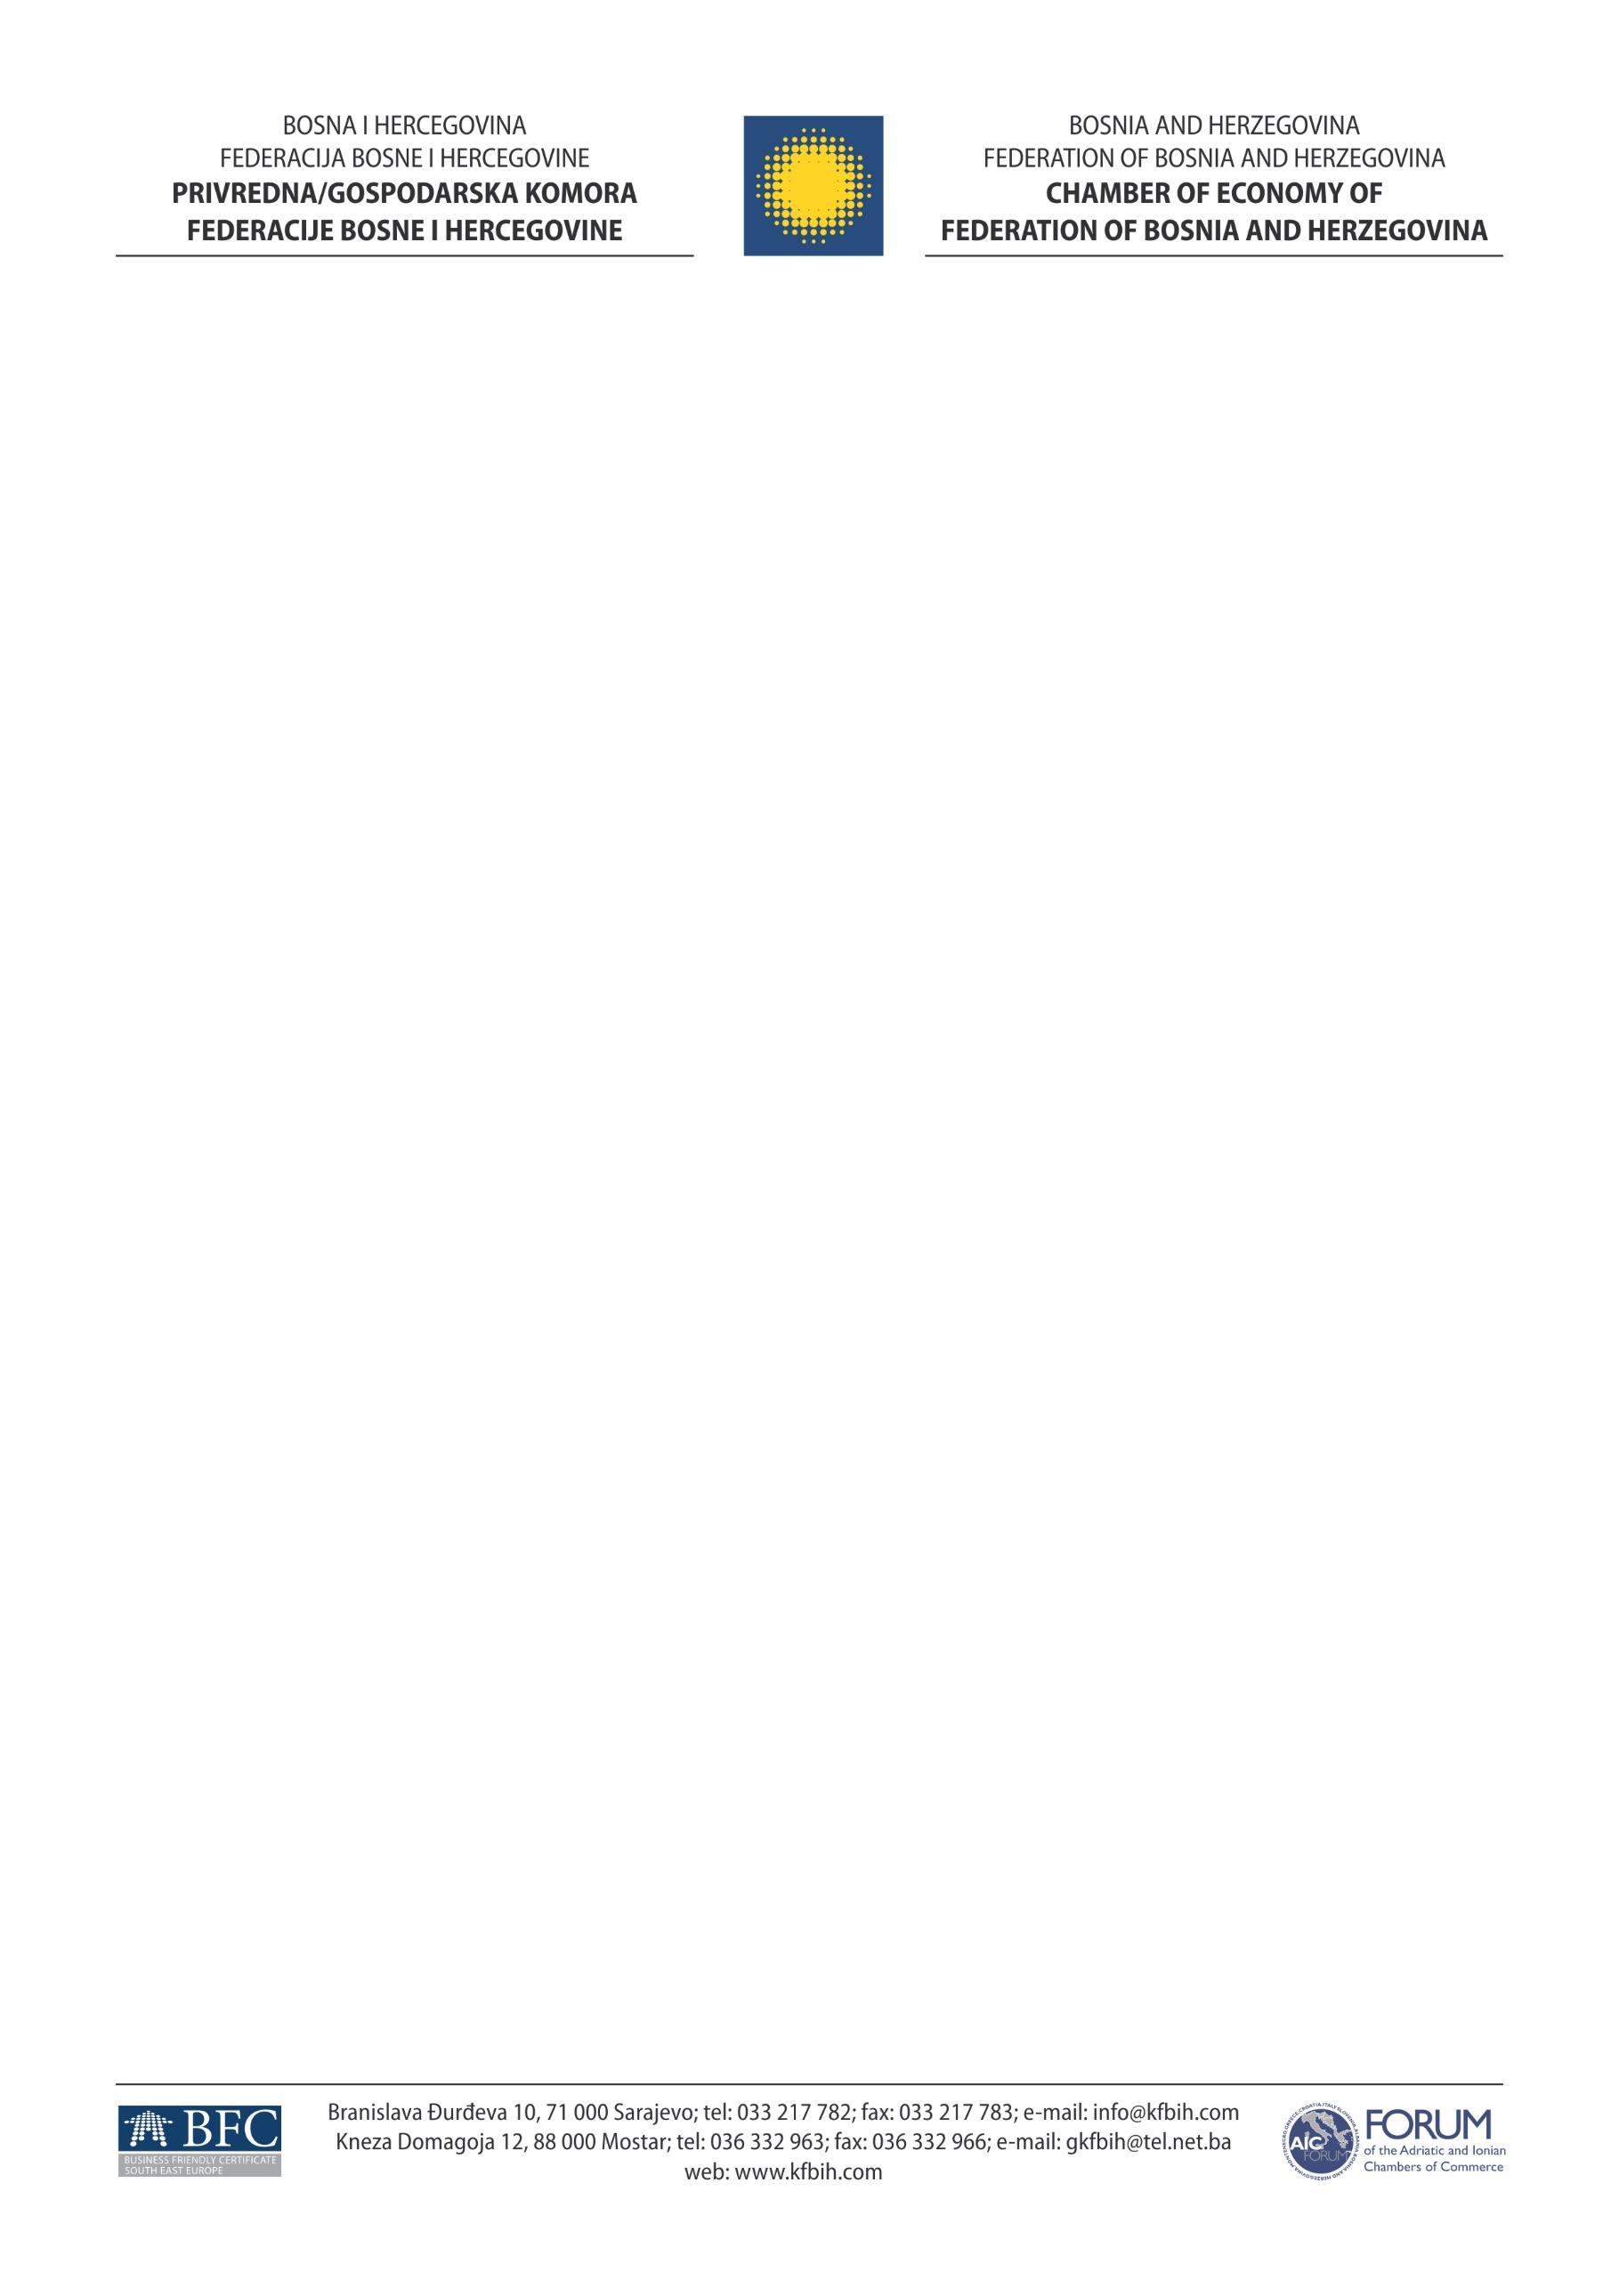 BOSNA I HERCEGOVINA
FEDERACIJA BOSNE I HERCEGOVINE
PRIVREDNA/GOSPODARSKA KOMORA
FEDERACIJE BOSNE I HERCEGOVINE
BOSNIA AND HERZEGOVINA
FEDERATION OF BOSNIA AND HERZEGOVINA
CHAMBER OF ECONOMY OF
FEDERATION OF BOSNIA AND HERZEGOVINA
BFC
BUSINESS FRIENDLY CERTIFICATE
SOUTH EAST EUROPE
Branislava Đurđeva 10, 71 000 Sarajevo; tel: 033 217 782; fax: 033 217 783; e-mail: info@kfbih.com
Kneza Domagoja 12, 88 000 Mostar; tel: 036 332 963; fax: 036 332 966; e-mail: gkfbih@tel.net.ba
web: www.kfbih.com
AIC
FORUM
FORUM
of the Adriatic and Ionian
Chambers of Commerce